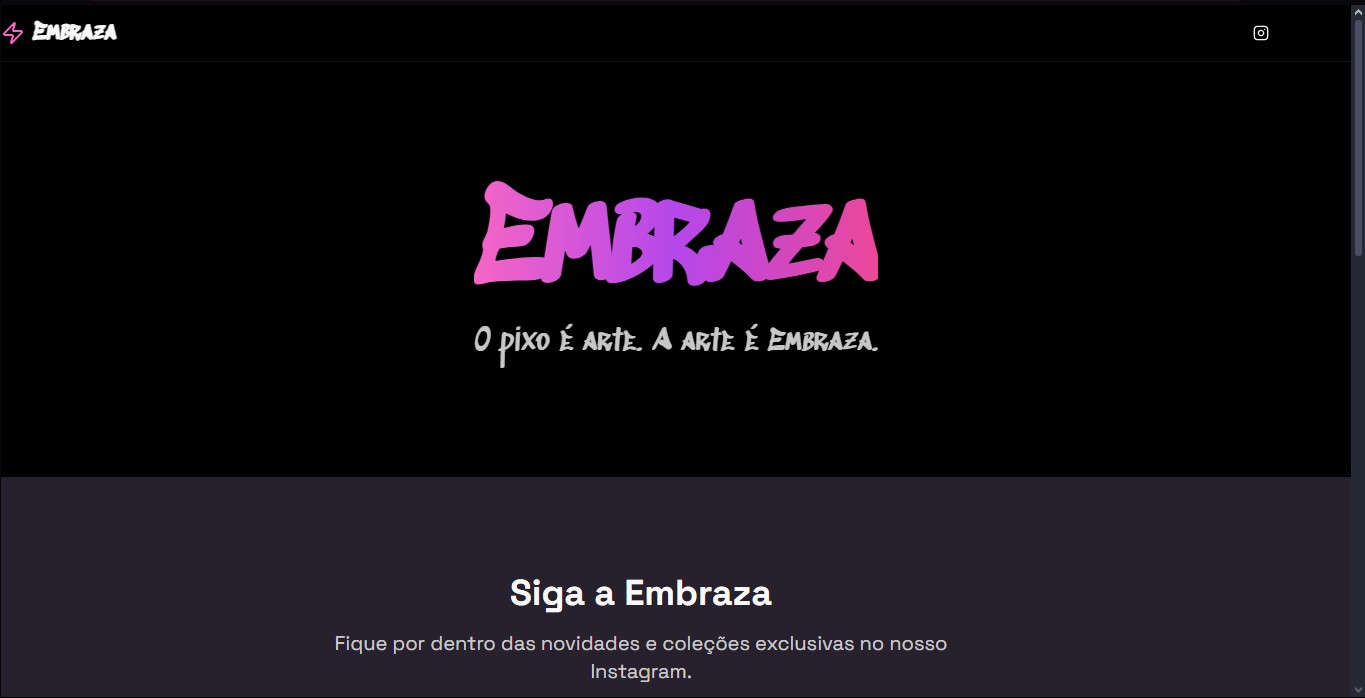 Embraza
Embraza
O pixo é arte. A arte é Embraza.
Siga a Embraza
Fique por dentro das novidades e coleções exclusivas no nosso
Instagram.